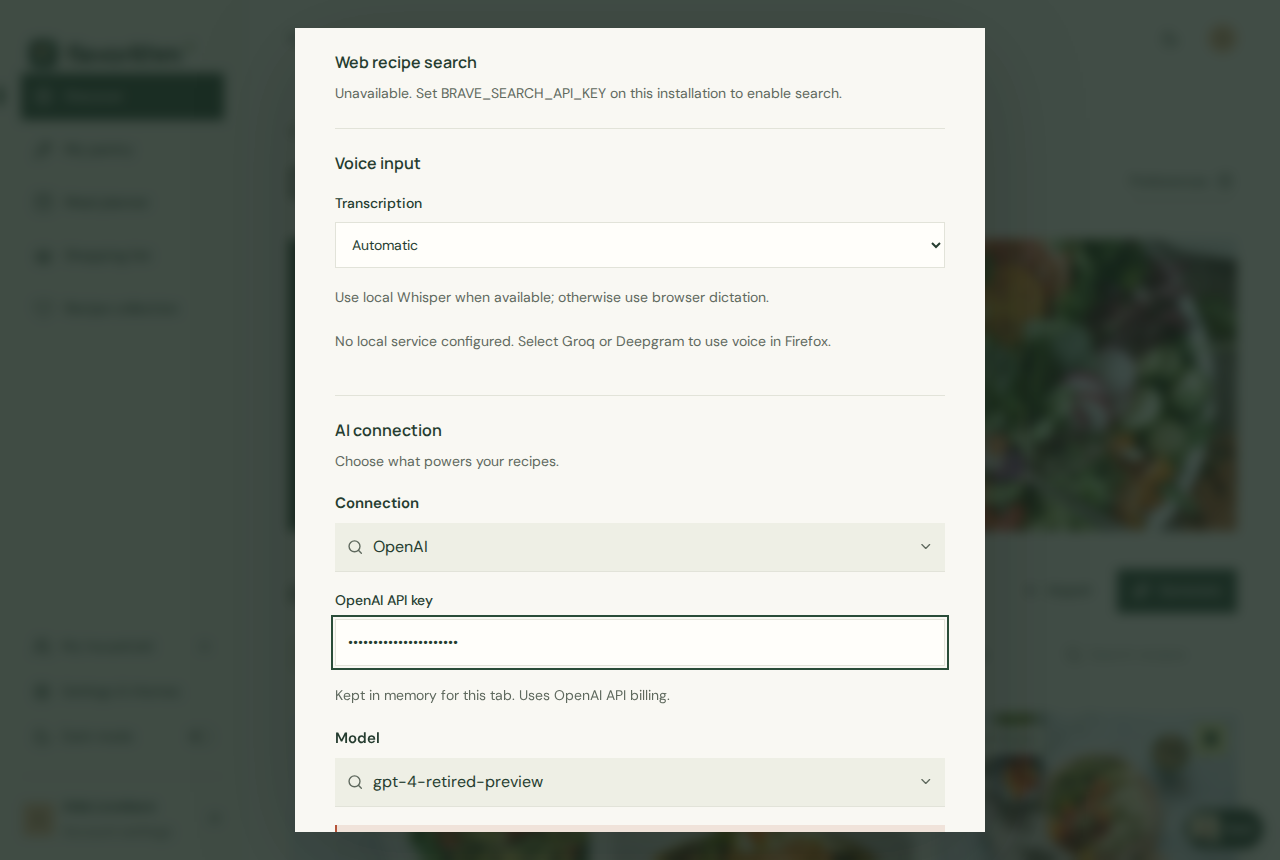 Web recipe search
Unavailable. Set BRAVE_SEARCH_API_KEY on this installation to enable search.
Voice input
Transcription
Automatic
Use local Whisper when available; otherwise use browser dictation.
No local service configured. Select Groq or Deepgram to use voice in Firefox.
AI connection
Choose what powers your recipes.
Connection
OpenAI
OpenAI API key
••••••••••••••••••••••
Kept in memory for this tab. Uses OpenAI API billing.
Model
gpt-4-retired-preview